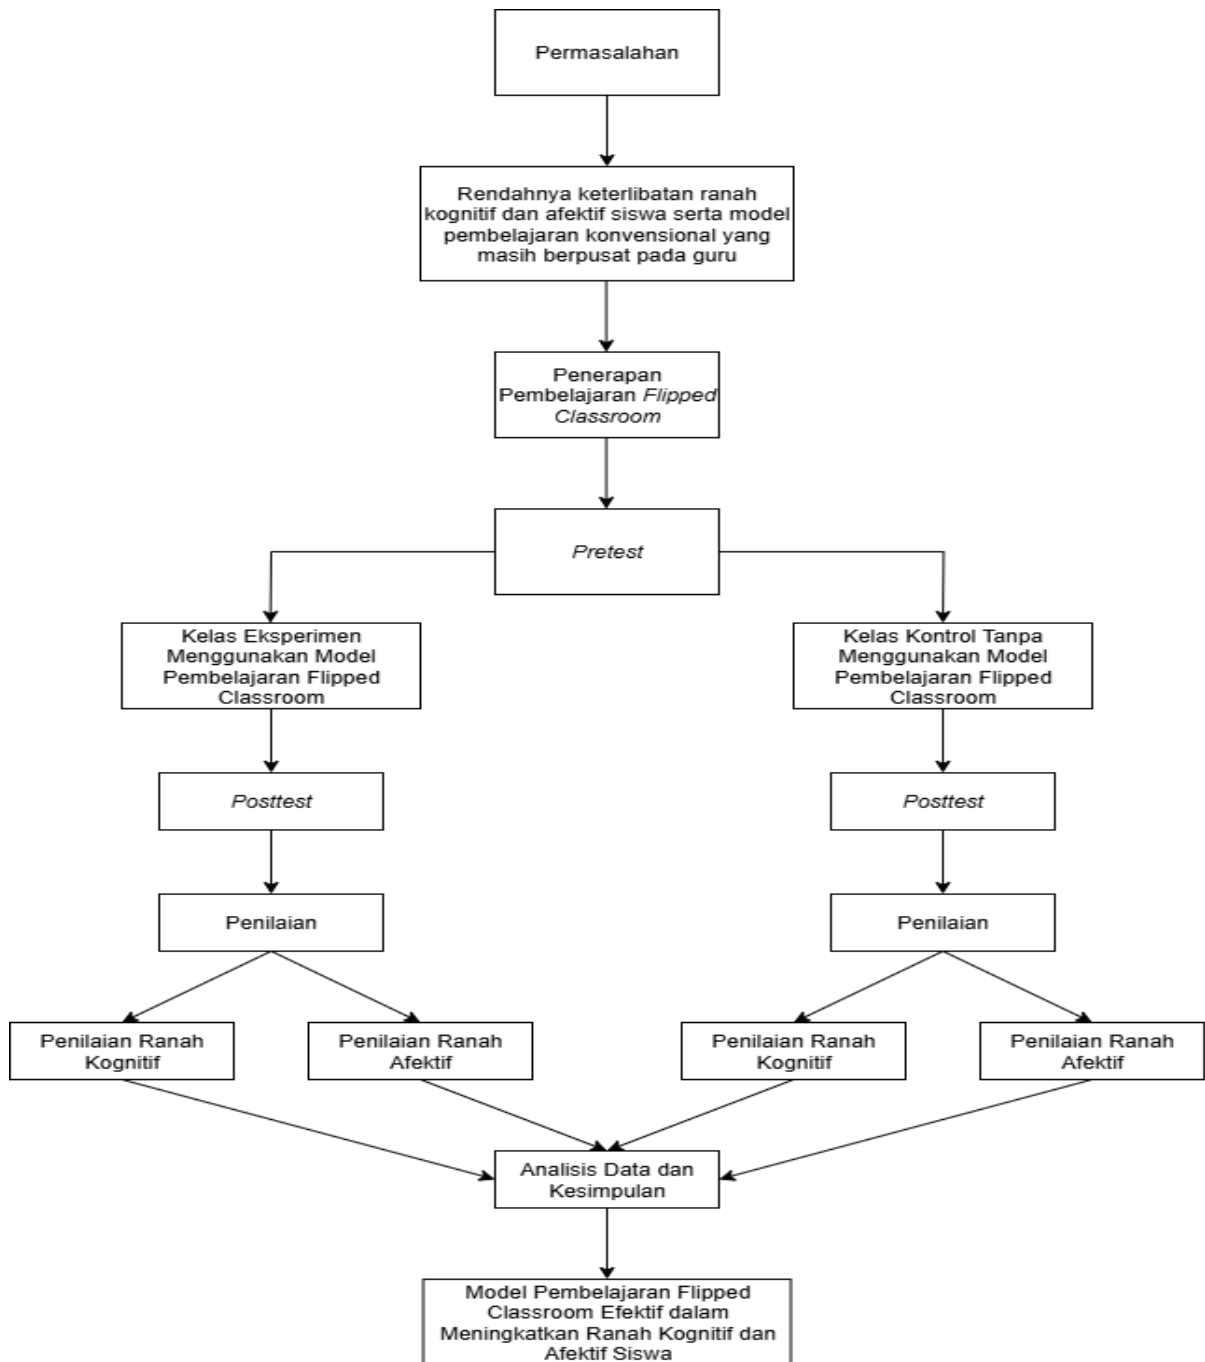 Permasalahan
Rendahnya keterlibatan ranah
kognitif dan afektif siswa serta model
pembelajaran konvensional yang
masih berpusat pada guru
Penerapan
Pembelajaran Flipped
Classroom
Pretest
Kelas Eksperimen
Menggunakan Model
Pembelajaran Flipped
Classroom
Kelas Kontrol Tanpa
Menggunakan Model
Pembelajaran Flipped
Classroom
Posttest
Posttest
Penilaian
Penilaian
Penilaian Ranah
Kognitif
Penilaian Ranah
Afektif
Penilaian Ranah
Kognitif
Penilaian Ranah
Afektif
Analisis Data dan
Kesimpulan
Model Pembelajaran Flipped
Classroom Efektif dalam
Meningkatkan Ranah Kognitif dan
Afektif Siswa